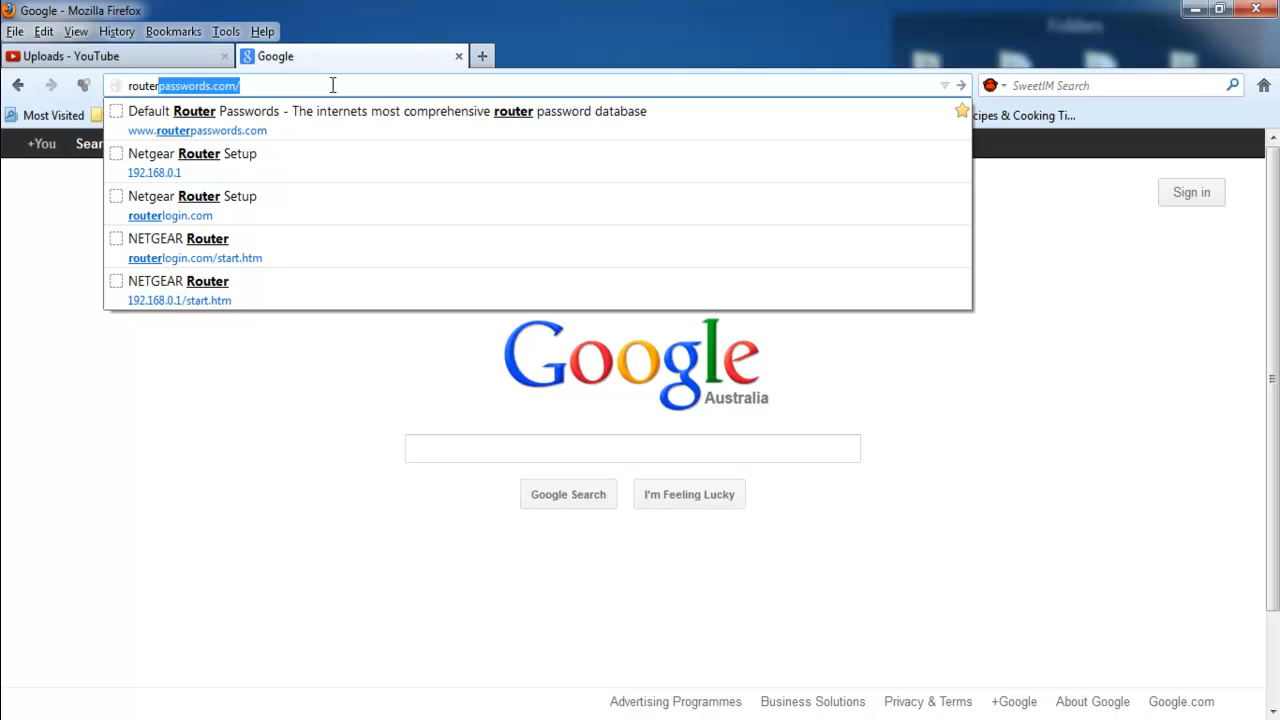 Google - Mozilla Firefox
Folders
File Edit View History Bookmarks Tools Help
Uploads - YouTube
Google
routerpasswords.com/
SweetIM Search
Most Visited
cipes & Cooking Ti...
Default Router Passwords - The internets most comprehensive router password database
www.routerpasswords.com
Netgear Router Setup
192.168.0.1
Netgear Router Setup
routerlogin.com
NETGEAR Router
routerlogin.com/start.htm
NETGEAR Router
192.168.0.1/start.htm
+You Sear
Sign in
Google
Australia
Google Search
I'm Feeling Lucky
Advertising Programmes Business Solutions Privacy & Terms +Google About Google Google.com